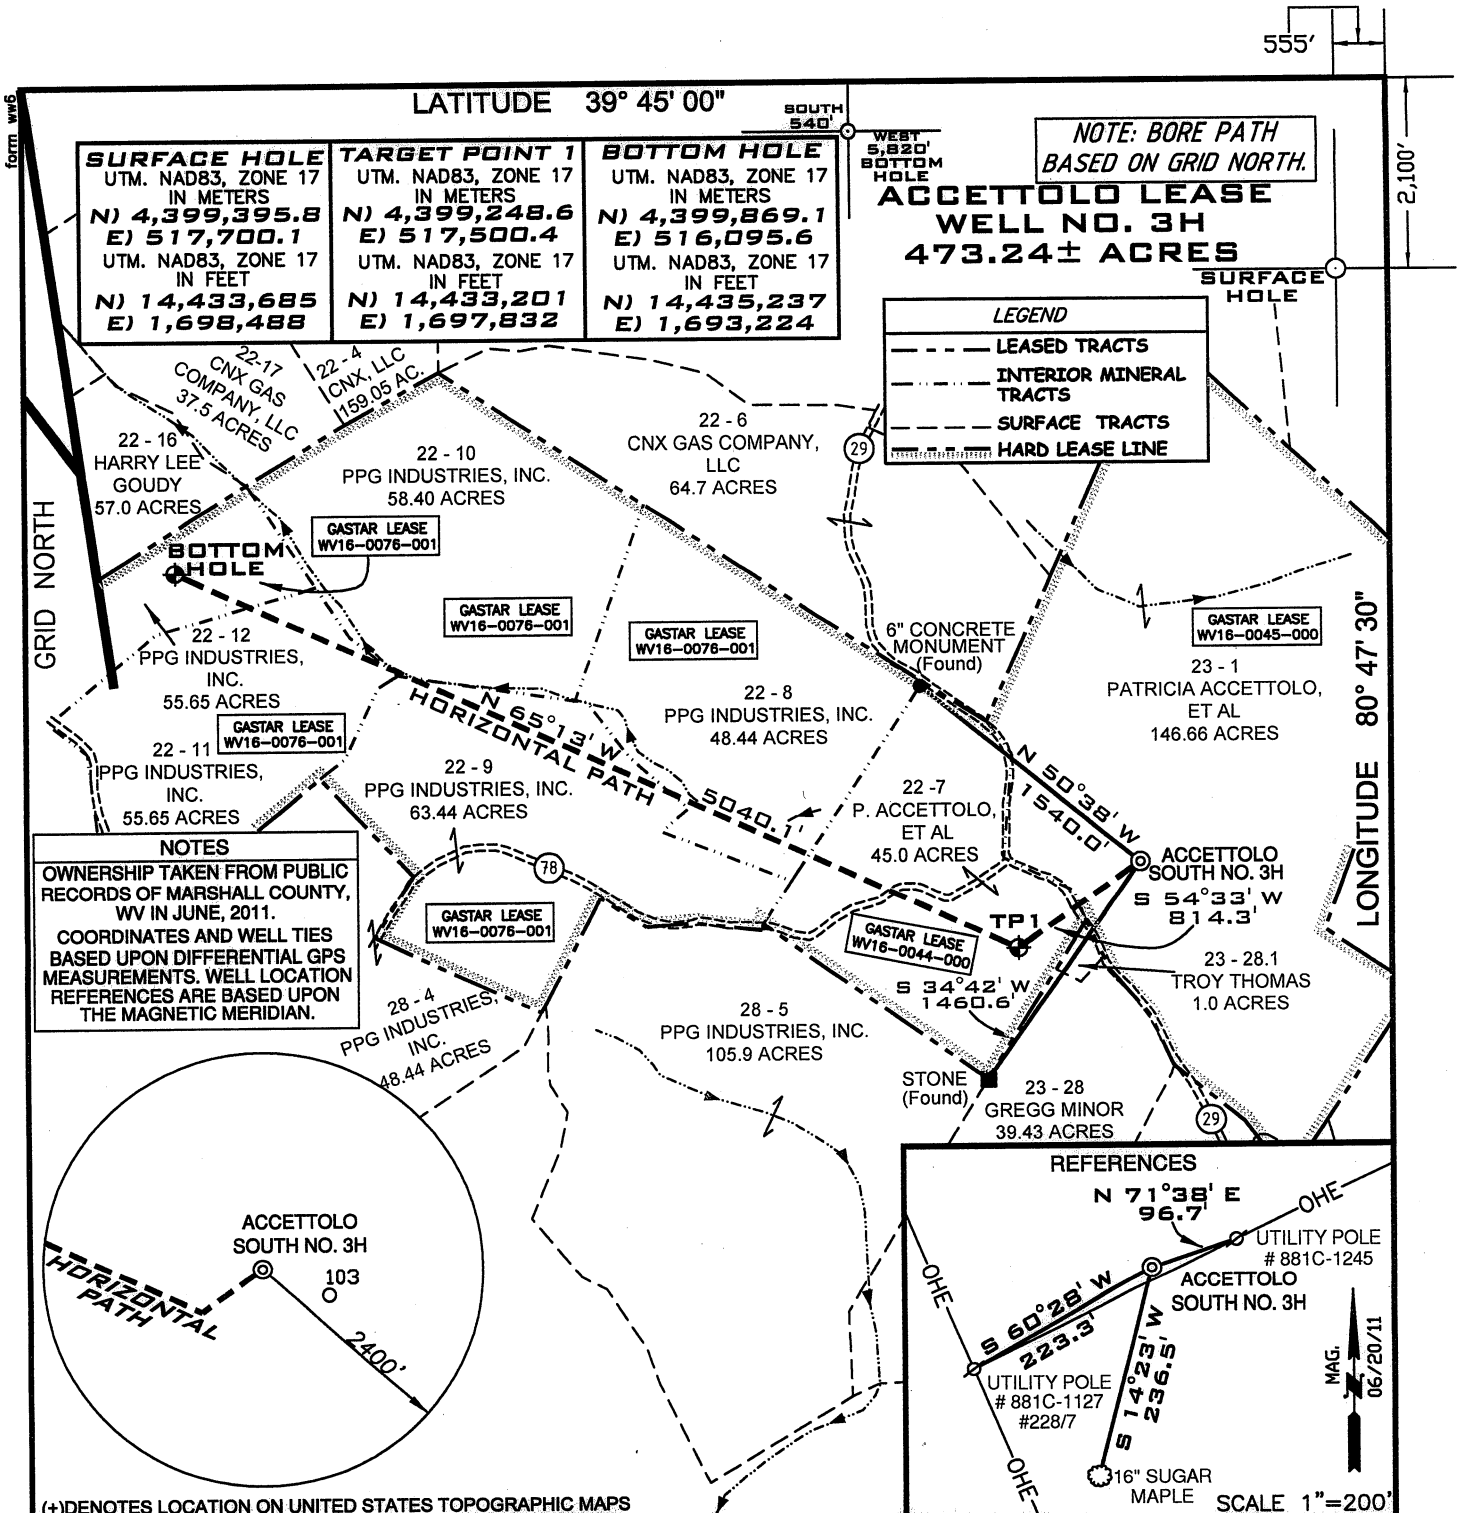 555'
LATITUDE 39° 45' 00"
form ww6
SOUTH
540'
WEST
5,820'
BOTTOM
HOLE
NOTE: BORE PATH
BASED ON GRID NORTH.
2,100'
SURFACE HOLE
UTM. NAD83, ZONE 17
IN METERS
N) 4,399,395.8
E) 517,700.1
UTM. NAD83, ZONE 17
IN FEET
N) 14,433,685
E) 1,698,488
TARGET POINT 1
UTM. NAD83, ZONE 17
IN METERS
N) 4,399,248.6
E) 517,500.4
UTM. NAD83, ZONE 17
IN FEET
N) 14,433,201
E) 1,697,832
BOTTOM HOLE
UTM. NAD83, ZONE 17
IN METERS
N) 4,399,869.1
E) 516,095.6
UTM. NAD83, ZONE 17
IN FEET
N) 14,435,237
E) 1,693,224
ACCETTOLO LEASE
WELL NO. 3H
473.24± ACRES
SURFACE
HOLE
LEGEND
LEASED TRACTS
INTERIOR MINERAL
TRACTS
SURFACE TRACTS
HARD LEASE LINE
22-17
CNX GAS
COMPANY, LLC
37.5 ACRES
22 - 4
CNX, LLC
159.05 AC.
22 - 16
HARRY LEE
GOUDY
57.0 ACRES
22 - 10
PPG INDUSTRIES, INC.
58.40 ACRES
22 - 6
CNX GAS COMPANY,
LLC
64.7 ACRES
29
GRID NORTH
GASTAR LEASE
WV16-0076-001
BOTTOM
HOLE
GASTAR LEASE
WV16-0076-001
GASTAR LEASE
WV16-0076-001
6" CONCRETE
MONUMENT
(Found)
GASTAR LEASE
WV16-0045-000
23 - 1
PATRICIA ACCETTOLO,
ET AL
146.66 ACRES
LONGITUDE 80° 47' 30"
22 - 12
PPG INDUSTRIES,
INC.
55.65 ACRES
GASTAR LEASE
WV16-0076-001
22 - 11
PPG INDUSTRIES,
INC.
55.65 ACRES
N 65°13' W
HORIZONTAL PATH
5040.1'
22 - 8
PPG INDUSTRIES, INC.
48.44 ACRES
22 - 9
PPG INDUSTRIES, INC.
63.44 ACRES
22 -7
P. ACCETTOLO,
ET AL
45.0 ACRES
N 50°38' W
1540.0'
ACCETTOLO
SOUTH NO. 3H
S 54°33' W
814.3'
78
NOTES
OWNERSHIP TAKEN FROM PUBLIC
RECORDS OF MARSHALL COUNTY,
WV IN JUNE, 2011.
COORDINATES AND WELL TIES
BASED UPON DIFFERENTIAL GPS
MEASUREMENTS. WELL LOCATION
REFERENCES ARE BASED UPON
THE MAGNETIC MERIDIAN.
GASTAR LEASE
WV16-0076-001
GASTAR LEASE
WV16-0044-000
TP1
S 34°42' W
1460.6'
23 - 28.1
TROY THOMAS
1.0 ACRES
28 - 4
PPG INDUSTRIES,
INC.
48.44 ACRES
28 - 5
PPG INDUSTRIES, INC.
105.9 ACRES
STONE
(Found)
23 - 28
GREGG MINOR
39.43 ACRES
29
ACCETTOLO
SOUTH NO. 3H
103
HORIZONTAL
PATH
2400'
REFERENCES
N 71°38' E
96.7'
OHE
UTILITY POLE
# 881C-1245
ACCETTOLO
SOUTH NO. 3H
OHE
S 60°28' W
223.3'
UTILITY POLE
# 881C-1127
#228/7
S 14°23' W
236.5'
MAG.
06/20/11
OHE
16" SUGAR
MAPLE
SCALE 1"=200'
(+)DENOTES LOCATION ON UNITED STATES TOPOGRAPHIC MAPS